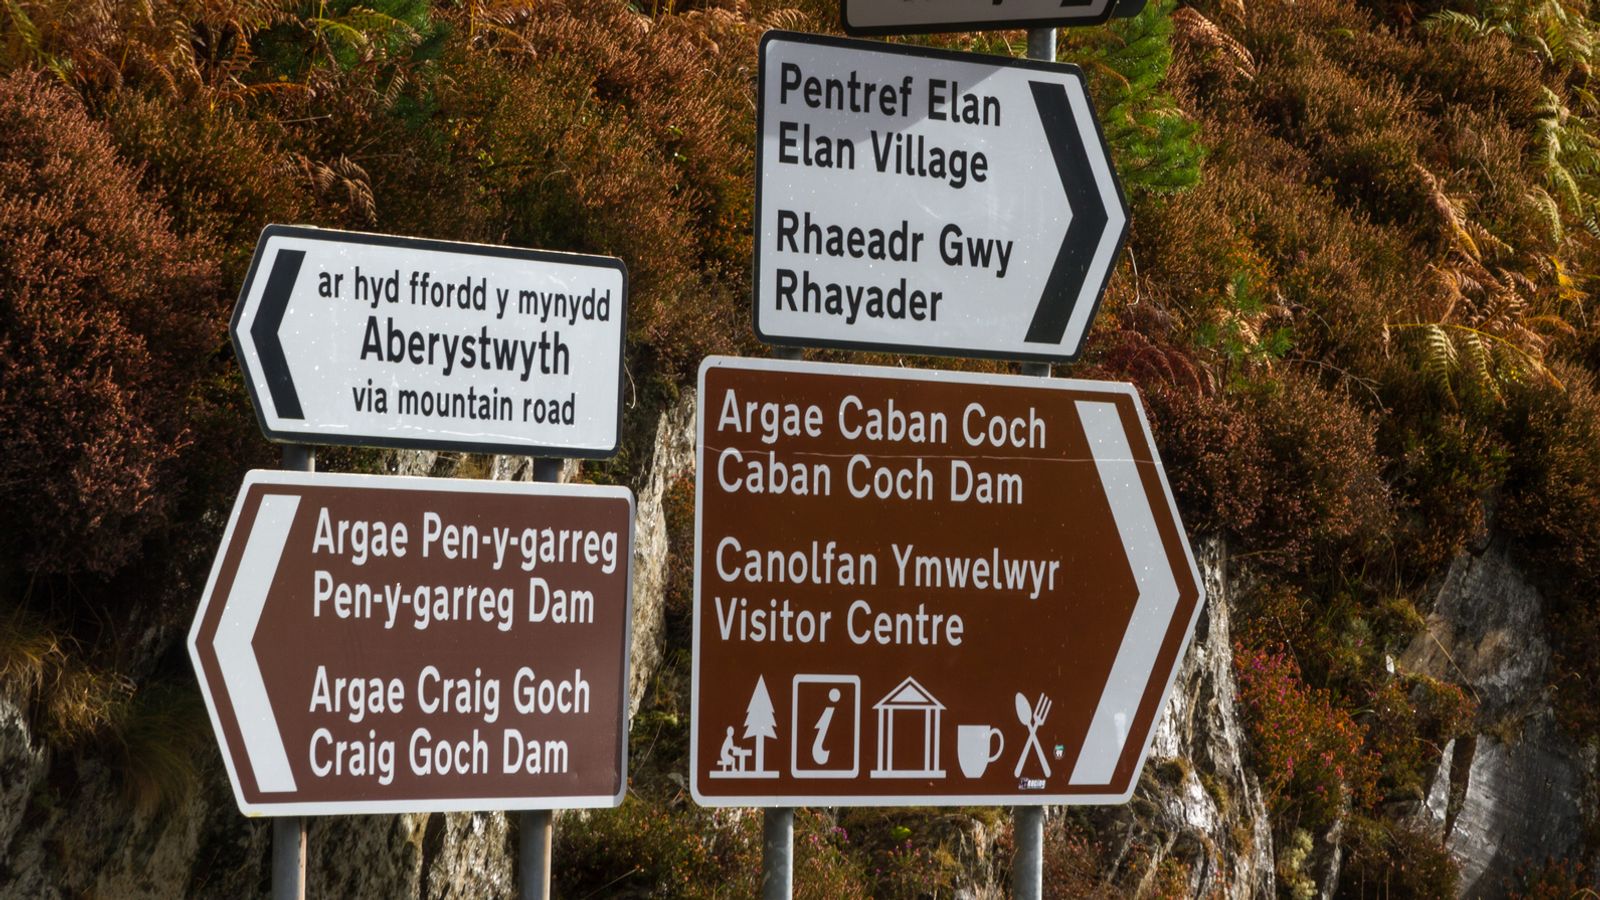 ar hyd ffordd y mynydd
Aberystwyth
via mountain road
Argae Pen-y-garreg
Pen-y-garreg Dam
Argae Craig Goch
Craig Goch Dam
Pentref Elan
Elan Village
Rhaeadr Gwy
Rhayader
Argae Caban Coch
Caban Coch Dam
Canolfan Ymwelwyr
Visitor Centre
i